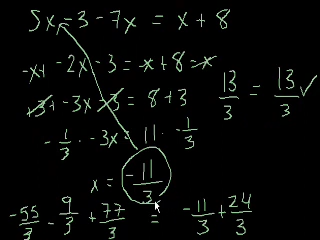 5x - 3 - 7x = x + 8
-x + -2x - 3 = -x + 8 - x
+3 + -3x - 3 = 8 + 3
-1/3 · -3x = 11 · -1/3
x = -11/3
-55/3 - 9/3 + 77/3 = -11/3 + 24/3
13/3 = 13/3 ✓